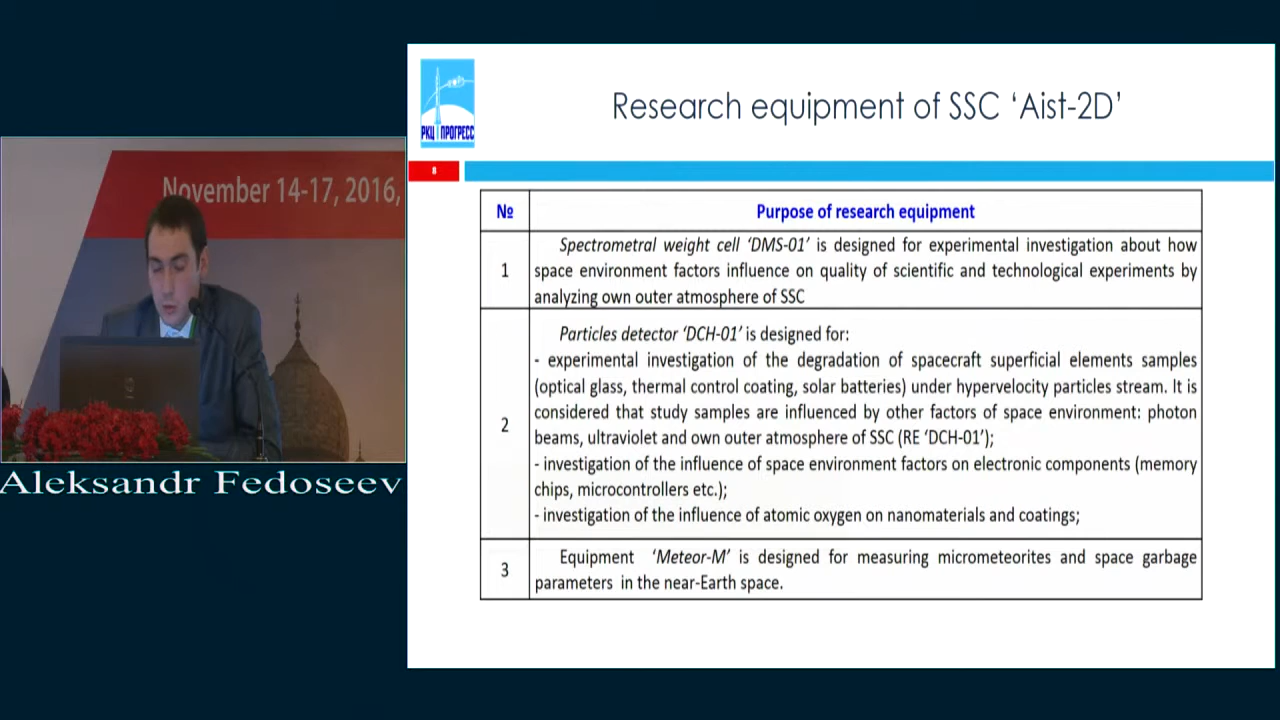 РКЦ ПРОГРЕСС
Research equipment of SSC ‘Aist-2D’
8
November 14-17, 2016,
№
Purpose of research equipment
1
Spectrometral weight cell ‘DMS-01’ is designed for experimental investigation about how
space environment factors influence on quality of scientific and technological experiments by
analyzing own outer atmosphere of SSC
2
Particles detector ‘DCH-01’ is designed for:
- experimental investigation of the degradation of spacecraft superficial elements samples
(optical glass, thermal control coating, solar batteries) under hypervelocity particles stream. It is
considered that study samples are influenced by other factors of space environment: photon
beams, ultraviolet and own outer atmosphere of SSC (RE ‘DCH-01’);
- investigation of the influence of space environment factors on electronic components (memory
chips, microcontrollers etc.);
- investigation of the influence of atomic oxygen on nanomaterials and coatings;
3
Equipment ‘Meteor-M’ is designed for measuring micrometeorites and space garbage
parameters in the near-Earth space.
Aleksandr Fedoseev